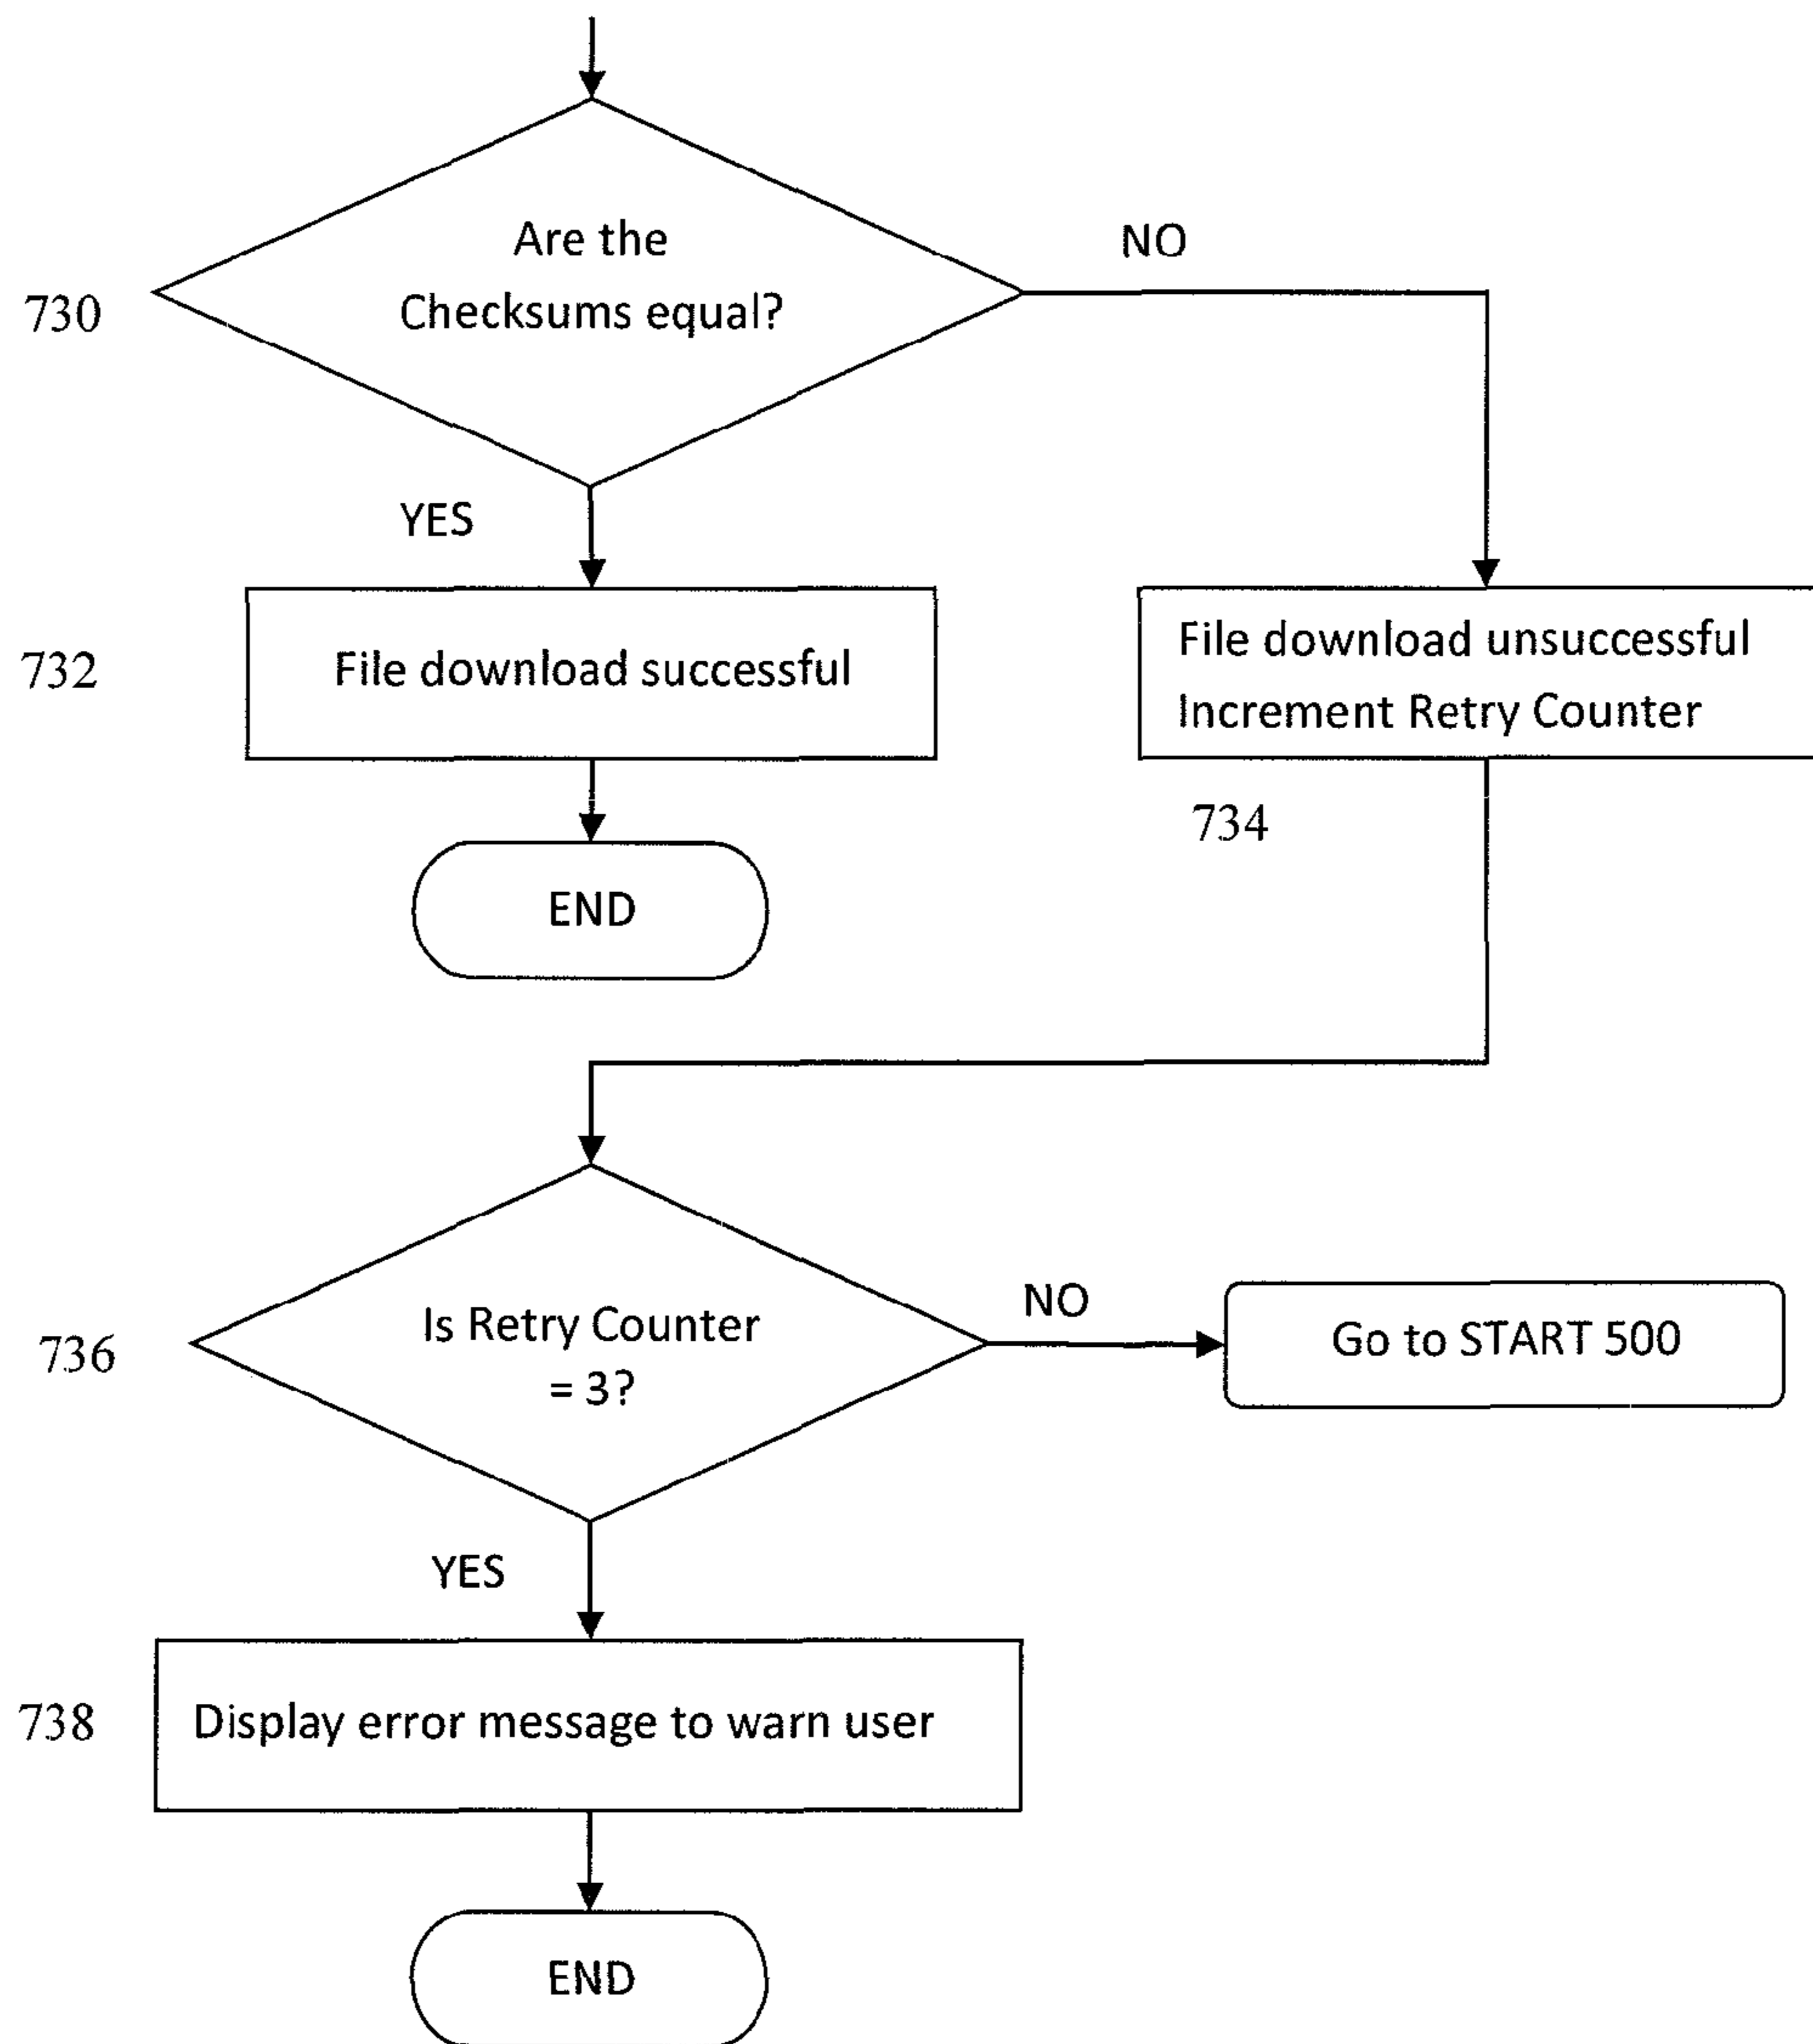 Are the
NO
730
Checksums equal?
YES
732
File download successful
File download unsuccessful
Increment Retry Counter
734
END
736
Is Retry Counter
= 3?
NO
Go to START 500
YES
738
Display error message to warn user
END